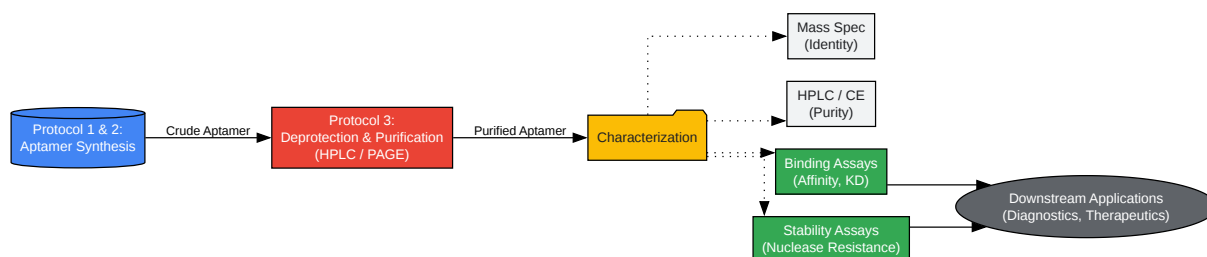 Protocol 1 & 2:
Aptamer Synthesis
Crude Aptamer
Protocol 3:
Deprotection & Purification
(HPLC / PAGE)
Purified Aptamer
Characterization
Mass Spec
(Identity)
HPLC / CE
(Purity)
Binding Assays
(Affinity, KD)
Stability Assays
(Nuclease Resistance)
Downstream Applications
(Diagnostics, Therapeutics)